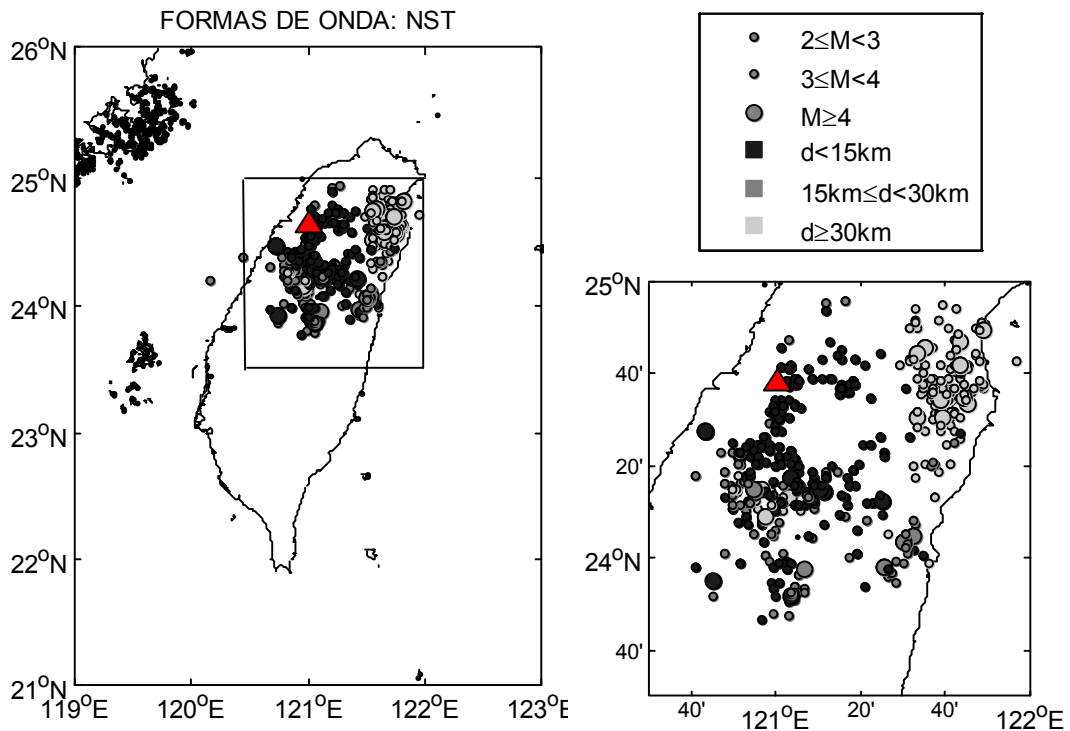 FORMAS DE ONDA: NST
26°N
25°N
24°N
23°N
22°N
21°N
119°E 120°E 121°E 122°E 123°E
2≤M<3
3≤M<4
M≥4
d<15km
15km≤d<30km
d≥30km
25°N
40'
20'
24°N
40'
40' 121°E 20' 40' 122°E